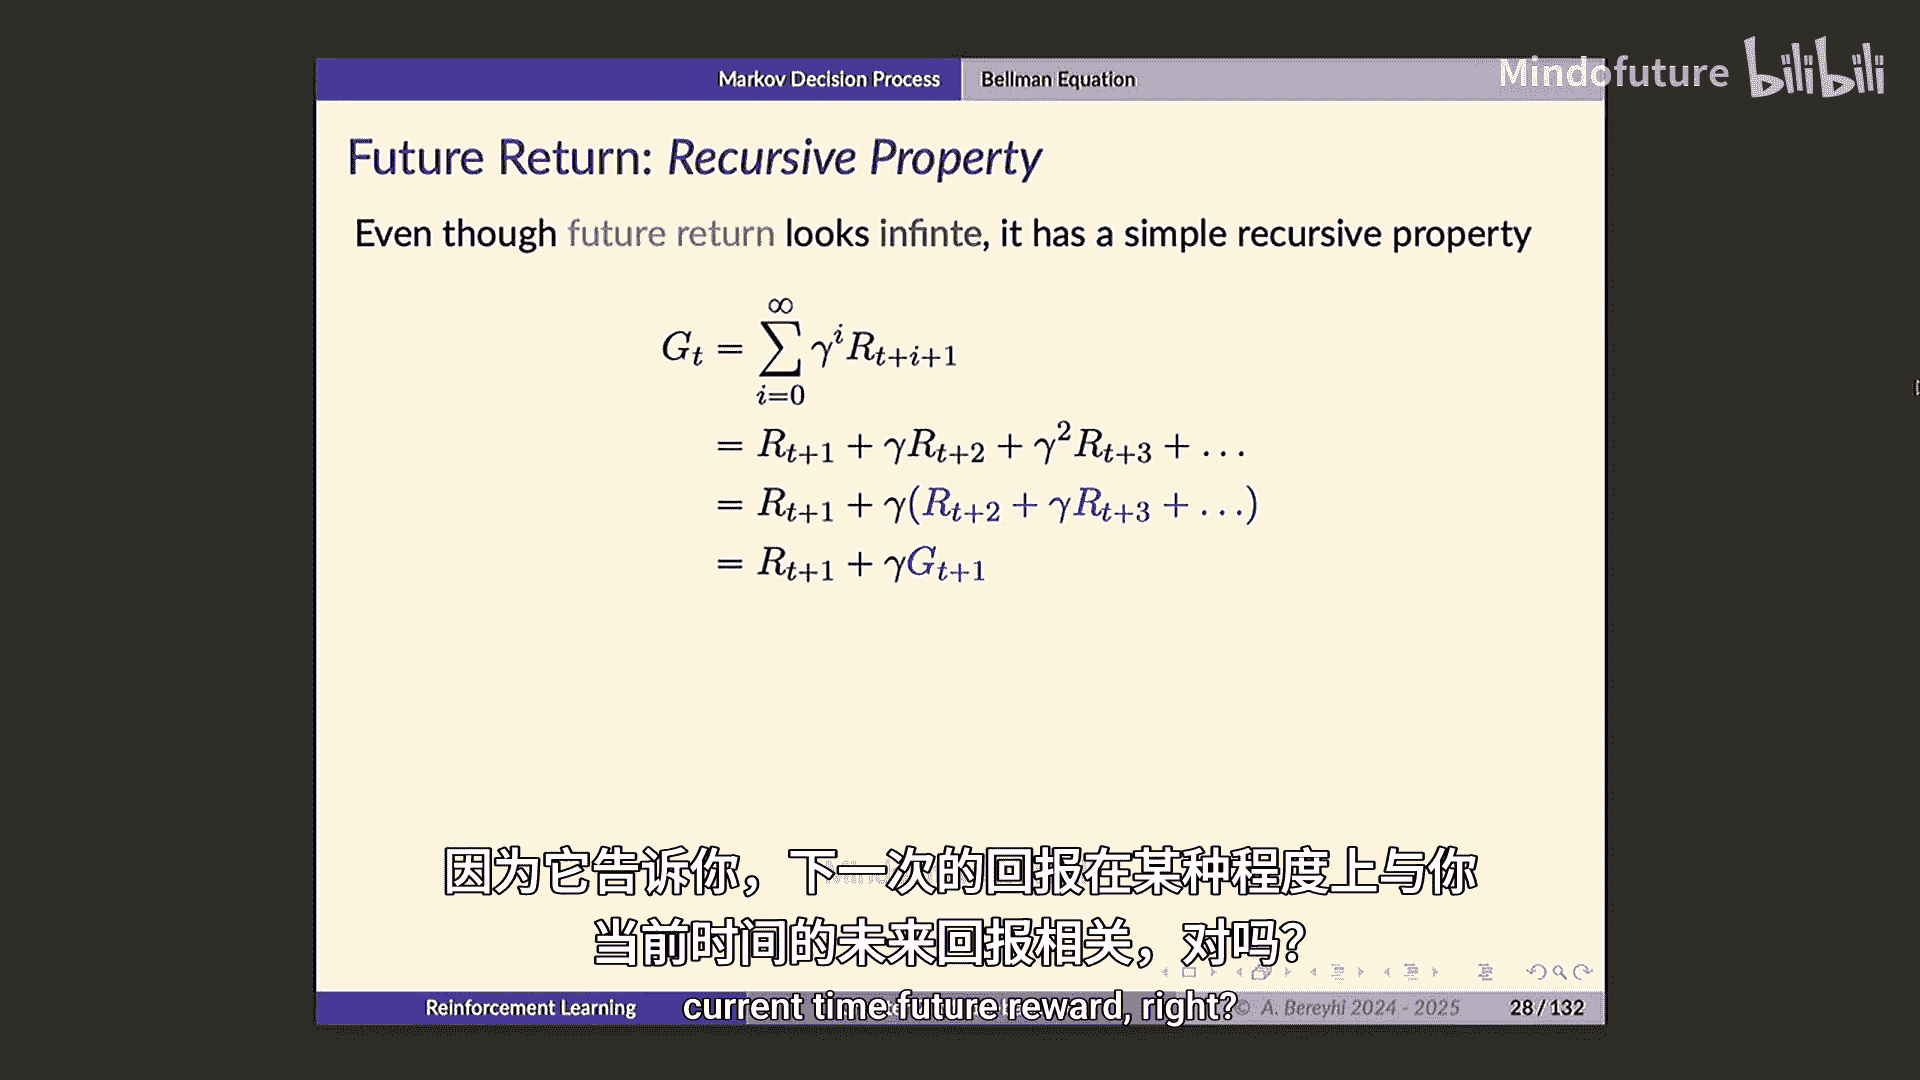 Mindofuture bilibili
Markov Decision Process Bellman Equation
Future Return: Recursive Property
Even though future return looks infinte, it has a simple recursive property
G_t = \sum_{i=0}^{\infty} γ^i R_{t+i+1}
= R_{t+1} + γR_{t+2} + γ^2 R_{t+3} + ...
= R_{t+1} + γ(R_{t+2} + γR_{t+3} + ...)
= R_{t+1} + γG_{t+1}
因为它告诉你，下一次的回报在某种程度上与你
当前时间的未来回报相关，对吗？
current time future reward, right?
Reinforcement Learning © A. Bereyhi 2024 - 2025 28 / 132